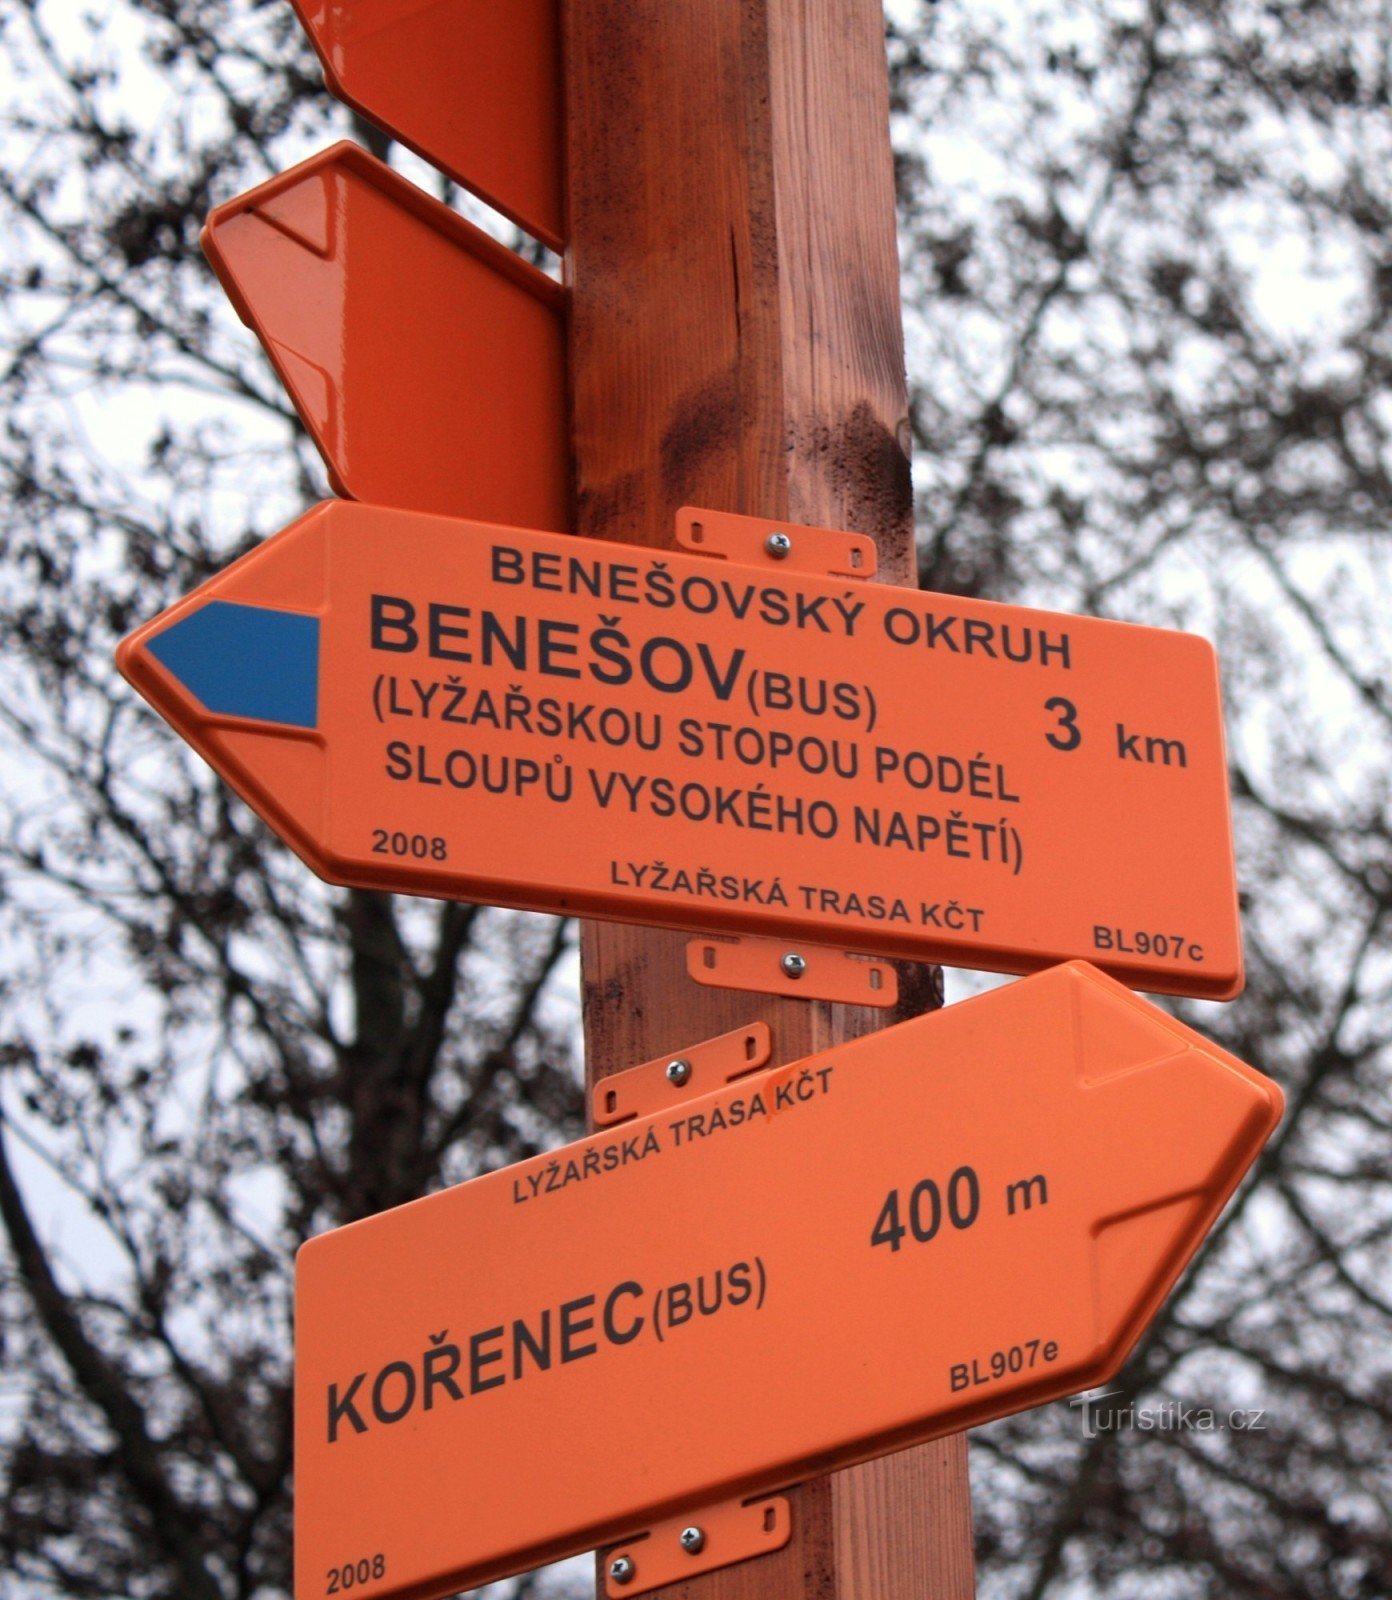 BENEŠOVSKÝ OKRUH
BENEŠOV(BUS) 3 km
(LYŽAŘSKOU STOPOU PODÉL
SLOUPŮ VYSOKÉHO NAPĚTÍ)
2008
LYŽAŘSKÁ TRASA KČT
BL907c
LYŽAŘSKÁ TRASA KČT
400 m
KOŘENEC(BUS)
BL907e
2008
Turistika.cz